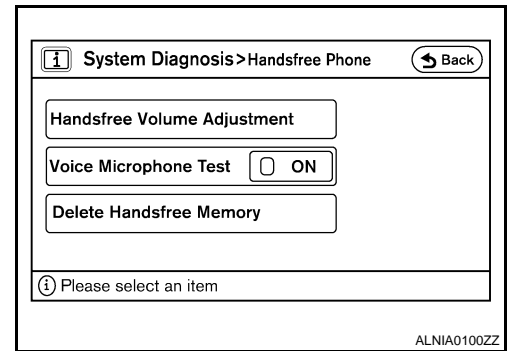 i System Diagnosis>Handsfree Phone Back
Handsfree Volume Adjustment
Voice Microphone Test ON
Delete Handsfree Memory
i Please select an item
ALNIA0100ZZ